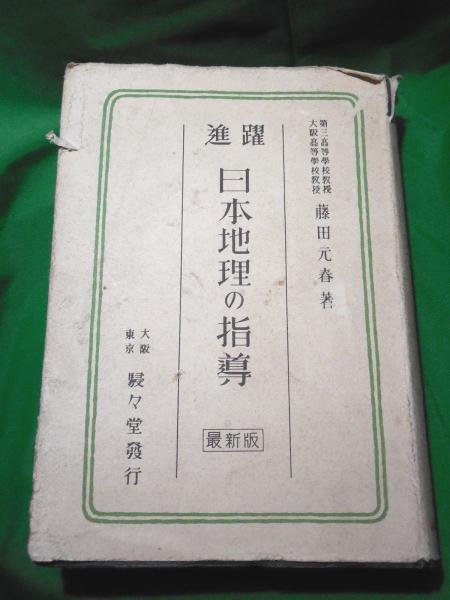 第三高等學校教授
大阪高等學校教授
藤田元春著
躍進
日本地理の指導
最新版
大阪
東京
駸々堂發行